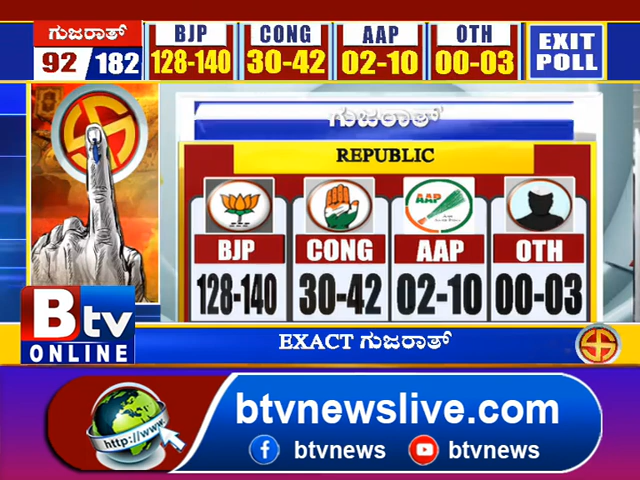 ಗುಜರಾತ್ BJP CONG AAP OTH EXIT
92 182 128-140 30-42 02-10 00-03 POLL
ಗುಜರಾತ್
REPUBLIC
AAP
BJP CONG AAP OTH
128-140 30-42 02-10 00-03
Btv
ONLINE
EXACT ಗುಜರಾತ್
http://www.
btvnewslive.com
btvnews btvnews